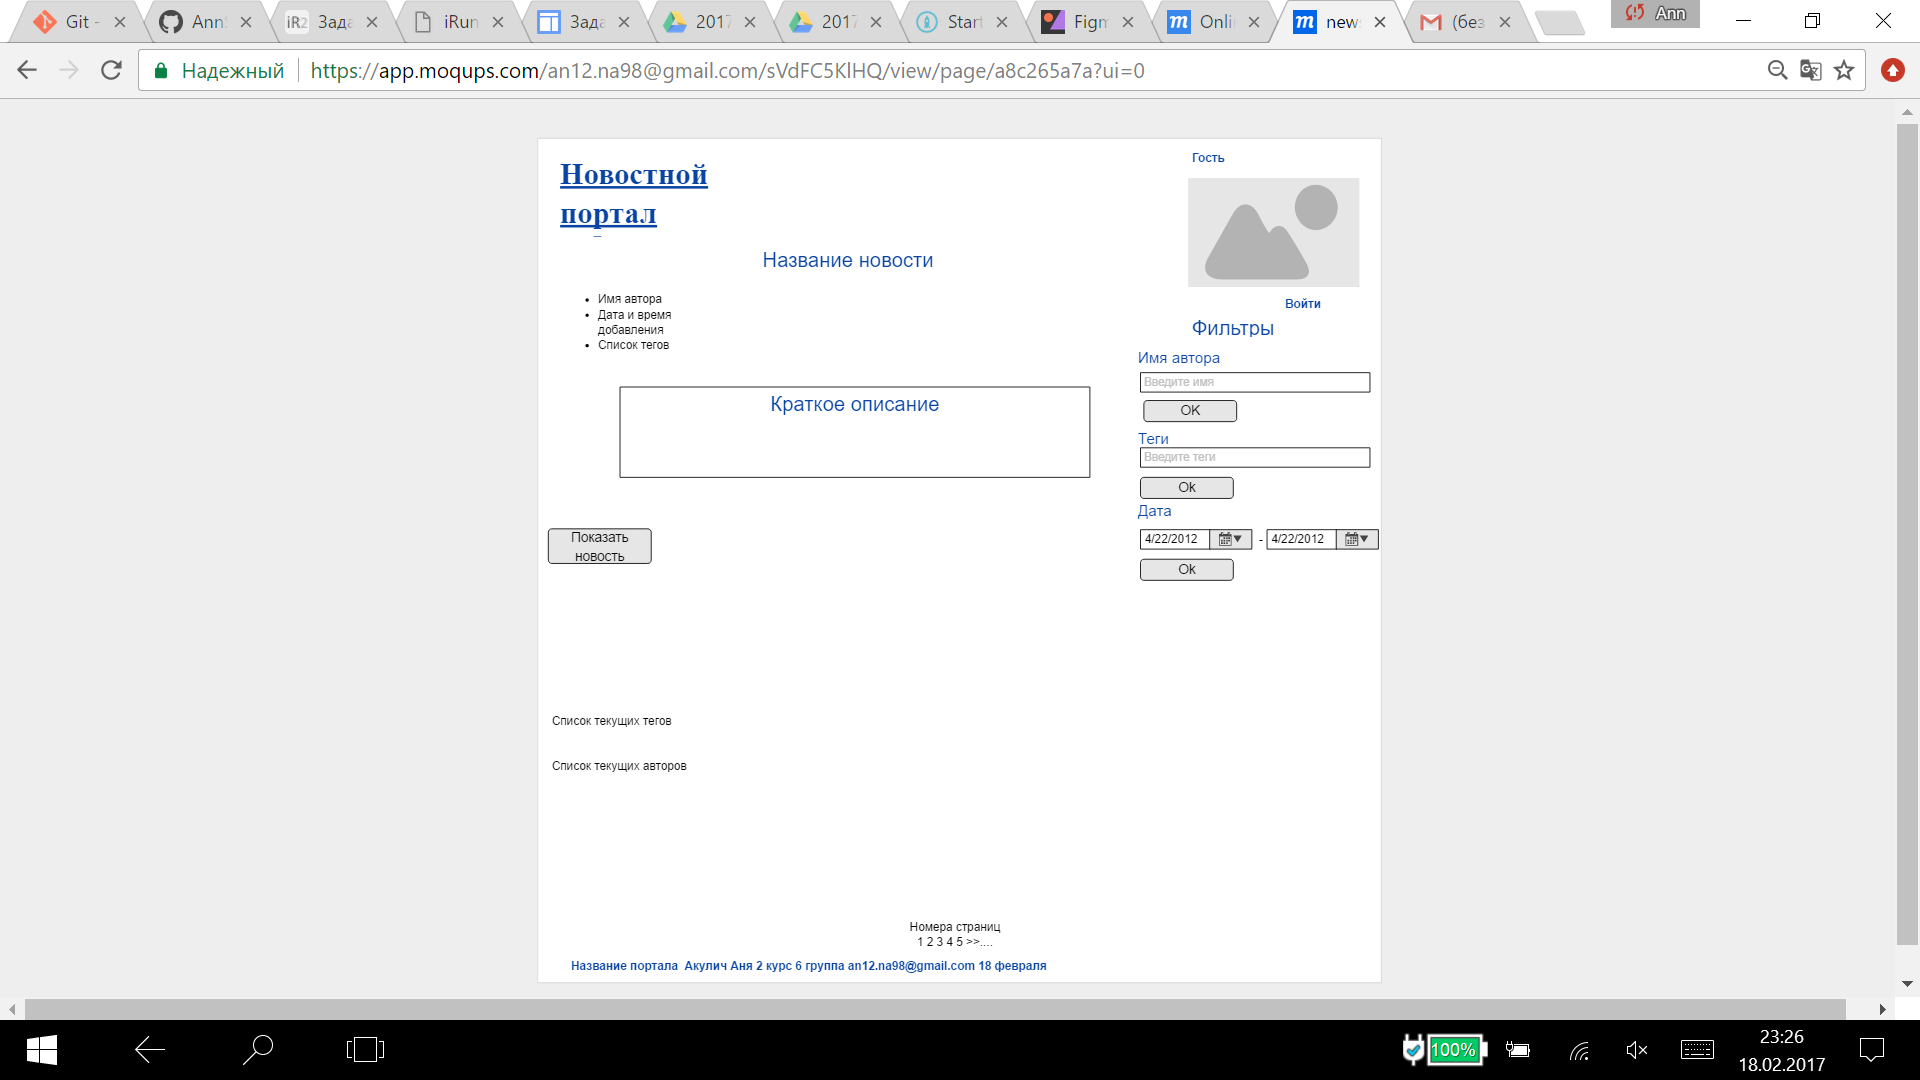 Git -
Ann
iR2 Зада
iRun
Зада
2017
2017
Start
Figm
m Onli
m new
(без
Ann
Надежный
https://app.moqups.com/an12.na98@gmail.com/sVdFC5KlHQ/view/page/a8c265a7a?ui=0
Гость
Новостной
портал
Название новости
Имя автора
Дата и время
добавления
Список тегов
Войти
Фильтры
Имя автора
Введите имя
OK
Краткое описание
Теги
Введите теги
Ok
Дата
4/22/2012 - 4/22/2012
Ok
Показать
новость
Список текущих тегов
Список текущих авторов
Номера страниц
1 2 3 4 5 >>....
Название портала Акулич Аня 2 курс 6 группа an12.na98@gmail.com 18 февраля
100%
23:26
18.02.2017